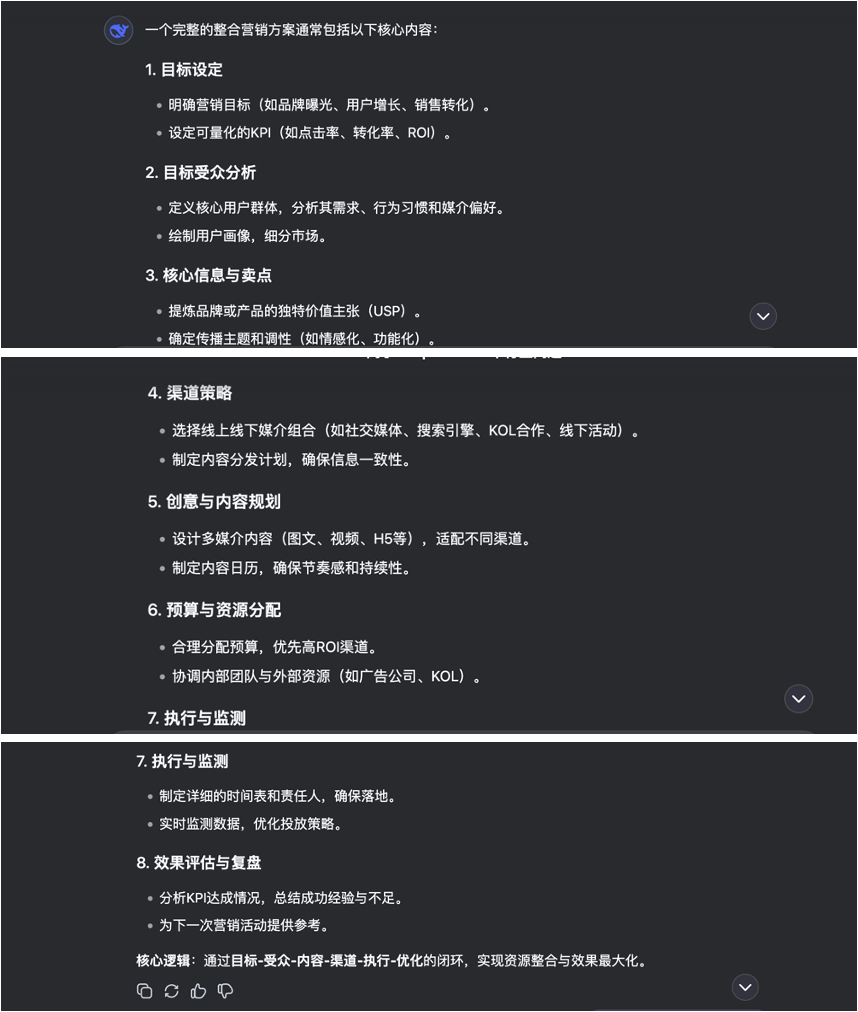 一个完整的整合营销方案通常包括以下核心内容：
1. 目标设定
明确营销目标（如品牌曝光、用户增长、销售转化）。
设定可量化的KPI（如点击率、转化率、ROI）。
2. 目标受众分析
定义核心用户群体，分析其需求、行为习惯和媒介偏好。
绘制用户画像，细分市场。
3. 核心信息与卖点
提炼品牌或产品的独特价值主张（USP）。
确定传播主题和调性（如情感化、功能化）。
4. 渠道策略
选择线上线下媒介组合（如社交媒体、搜索引擎、KOL合作、线下活动）。
制定内容分发计划，确保信息一致性。
5. 创意与内容规划
设计多媒介内容（图文、视频、H5等），适配不同渠道。
制定内容日历，确保节奏感和持续性。
6. 预算与资源分配
合理分配预算，优先高ROI渠道。
协调内部团队与外部资源（如广告公司、KOL）。
7. 执行与监测
7. 执行与监测
制定详细的时间表和责任人，确保落地。
实时监测数据，优化投放策略。
8. 效果评估与复盘
分析KPI达成情况，总结成功经验与不足。
为下一次营销活动提供参考。
核心逻辑：通过目标-受众-内容-渠道-执行-优化的闭环，实现资源整合与效果最大化。